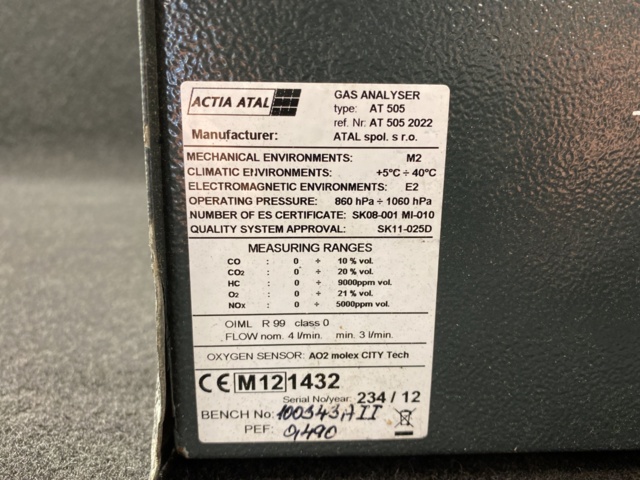 ACTIA ATAL
GAS ANALYSER
type: AT 505
ref. Nr: AT 505 2022
Manufacturer: ATAL spol. s r.o.
MECHANICAL ENVIRONMENTS: M2
CLIMATIC ENVIRONMENTS: +5ºC ÷ 40ºC
ELECTROMAGNETIC ENVIRONMENTS: E2
OPERATING PRESSURE: 860 hPa ÷ 1060 hPa
NUMBER OF ES CERTIFICATE: SK08-001 MI-010
QUALITY SYSTEM APPROVAL: SK11-025D
MEASURING RANGES
CO : 0 ÷ 10 % vol.
CO₂ : 0 ÷ 20 % vol.
HC : 0 ÷ 9000ppm vol.
O₂ : 0 ÷ 21 % vol.
NOx : 0 ÷ 5000ppm vol.
OIML R 99 class 0
FLOW nom. 4 l/min. min. 3 l/min.
OXYGEN SENSOR: AO2 molex CITY Tech
CE M12 1432
Serial No/year: 234 / 12
BENCH No: 100343AII
PEF: 0,490